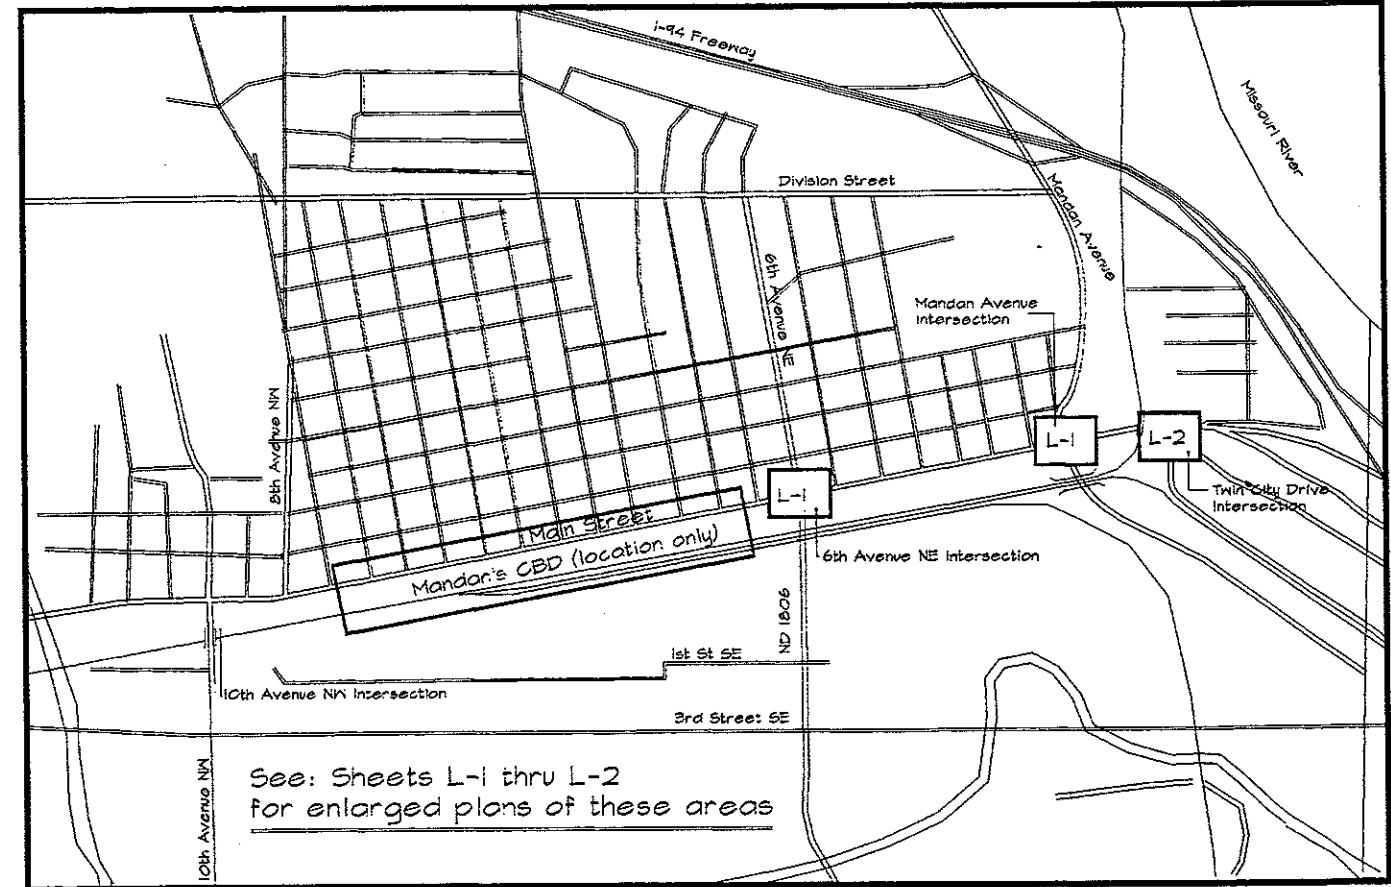 I-94 Freeway
Missouri River
Division Street
Mandan Avenue
6th Avenue NE
Mandan Avenue
Intersection
8th Avenue NW
L-1
L-2
L-1
Twin City Drive
Intersection
Main Street
Mandan's CBD (location only)
6th Avenue NE Intersection
ND 1806
1st St SE
10th Avenue NW Intersection
3rd Street SE
10th Avenue NW
See: Sheets L-1 thru L-2
for enlarged plans of these areas